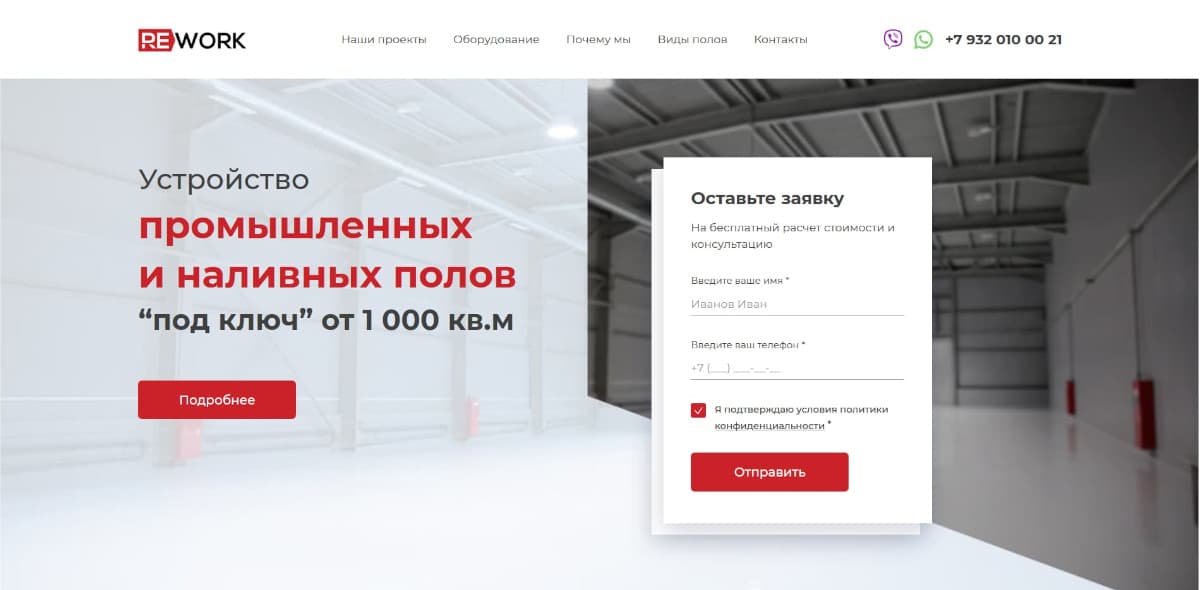 REWORK
Наши проекты
Оборудование
Почему мы
Виды полов
Контакты
+7 932 010 00 21
Устройство
промышленных
и наливных полов
“под ключ” от 1 000 кв.м
Подробнее
Оставьте заявку
На бесплатный расчет стоимости и
консультацию
Введите ваше имя *
Иванов Иван
Введите ваш телефон *
+7 (___) ___-__-__
Я подтверждаю условия политики
конфиденциальности *
Отправить